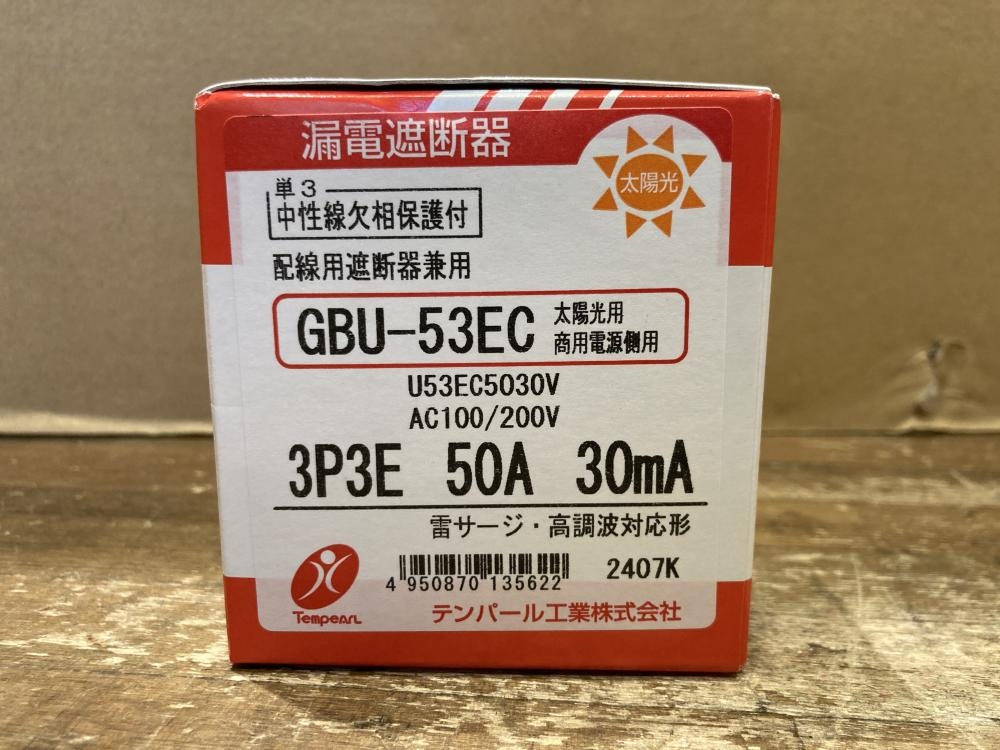 漏電遮断器
太陽光
単3
中性線欠相保護付
配線用遮断器兼用
GBU-53EC
太陽光用
商用電源側用
U53EC5030V
AC100/200V
3P3E 50A 30mA
雷サージ・高調波対応形
4 950870 135622
2407K
Tempearl
テンパール工業株式会社